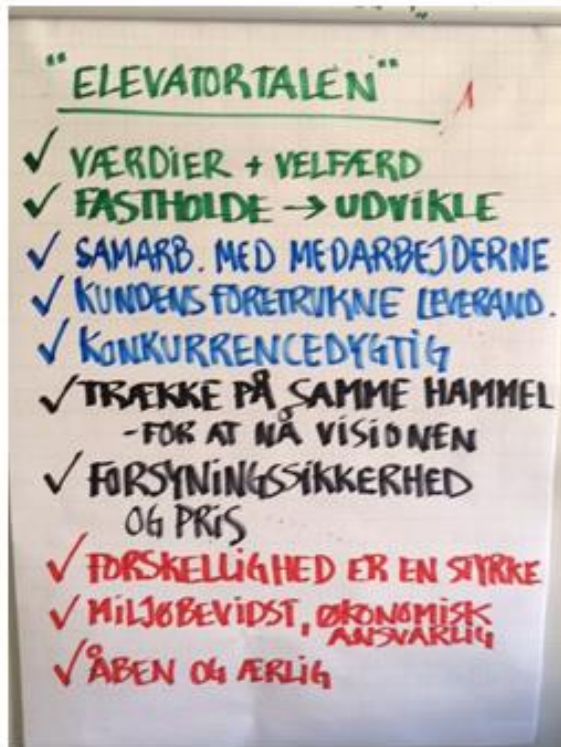 "ELEVATORTALEN"
1
✓ VÆRDIER + VELFÆRD
✓ FASTHOLDE → UDVIKLE
✓ SAMARB. MED MEDARBEJDERNE
✓ KUNDENS FORETRUKNE LEVERAND.
✓ KONKURRENCEDYGTIG
✓ TRÆKKE PÅ SAMME HAMMEL
-FOR AT NÅ VISIONEN
✓ FORSYNINGSSIKKERHED
OG PRIS
✓ FORSKELLIGHED ER EN STYRKE
✓ MILJØBEVIDST, ØKONOMISK
ANSVARLIG
✓ ÅBEN OG ÆRLIG